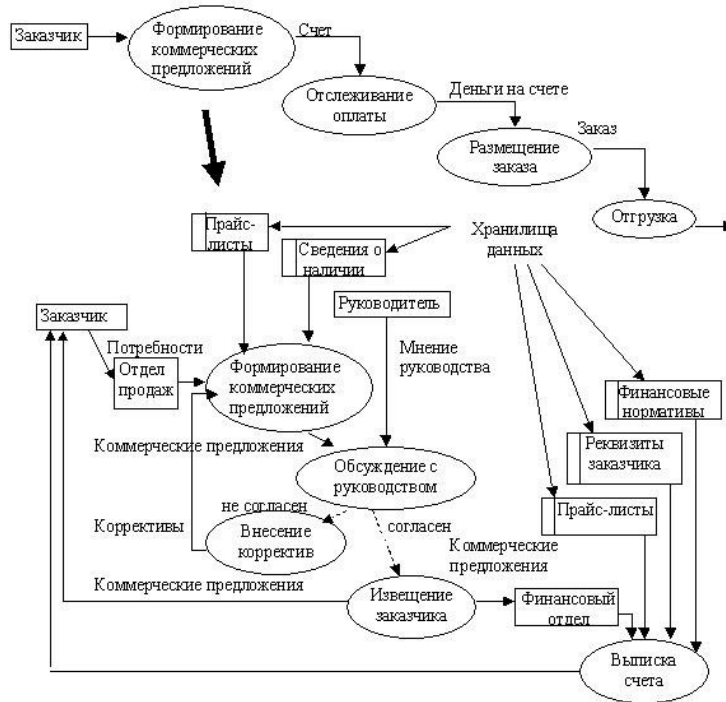 Заказчик
Формирование
коммерческих
предложений
Счет
Отслеживание
оплаты
Деньги на счете
Размещение
заказа
Заказ
Отгрузка
Прайс-
листы
Сведения о
наличии
Хранилища
данных
Заказчик
Руководитель
Потребности
Отдел
продаж
Формирование
коммерческих
предложений
Мнение
руководства
Финансовые
нормативы
Коммерческие предложения
Обсуждение с
руководством
Реквизиты
заказчика
Прайс-листы
не согласен
согласен
Коррективы
Внесение
корректив
Коммерческие
предложения
Коммерческие предложения
Извещение
заказчика
Финансовый
отдел
Выписка
счета